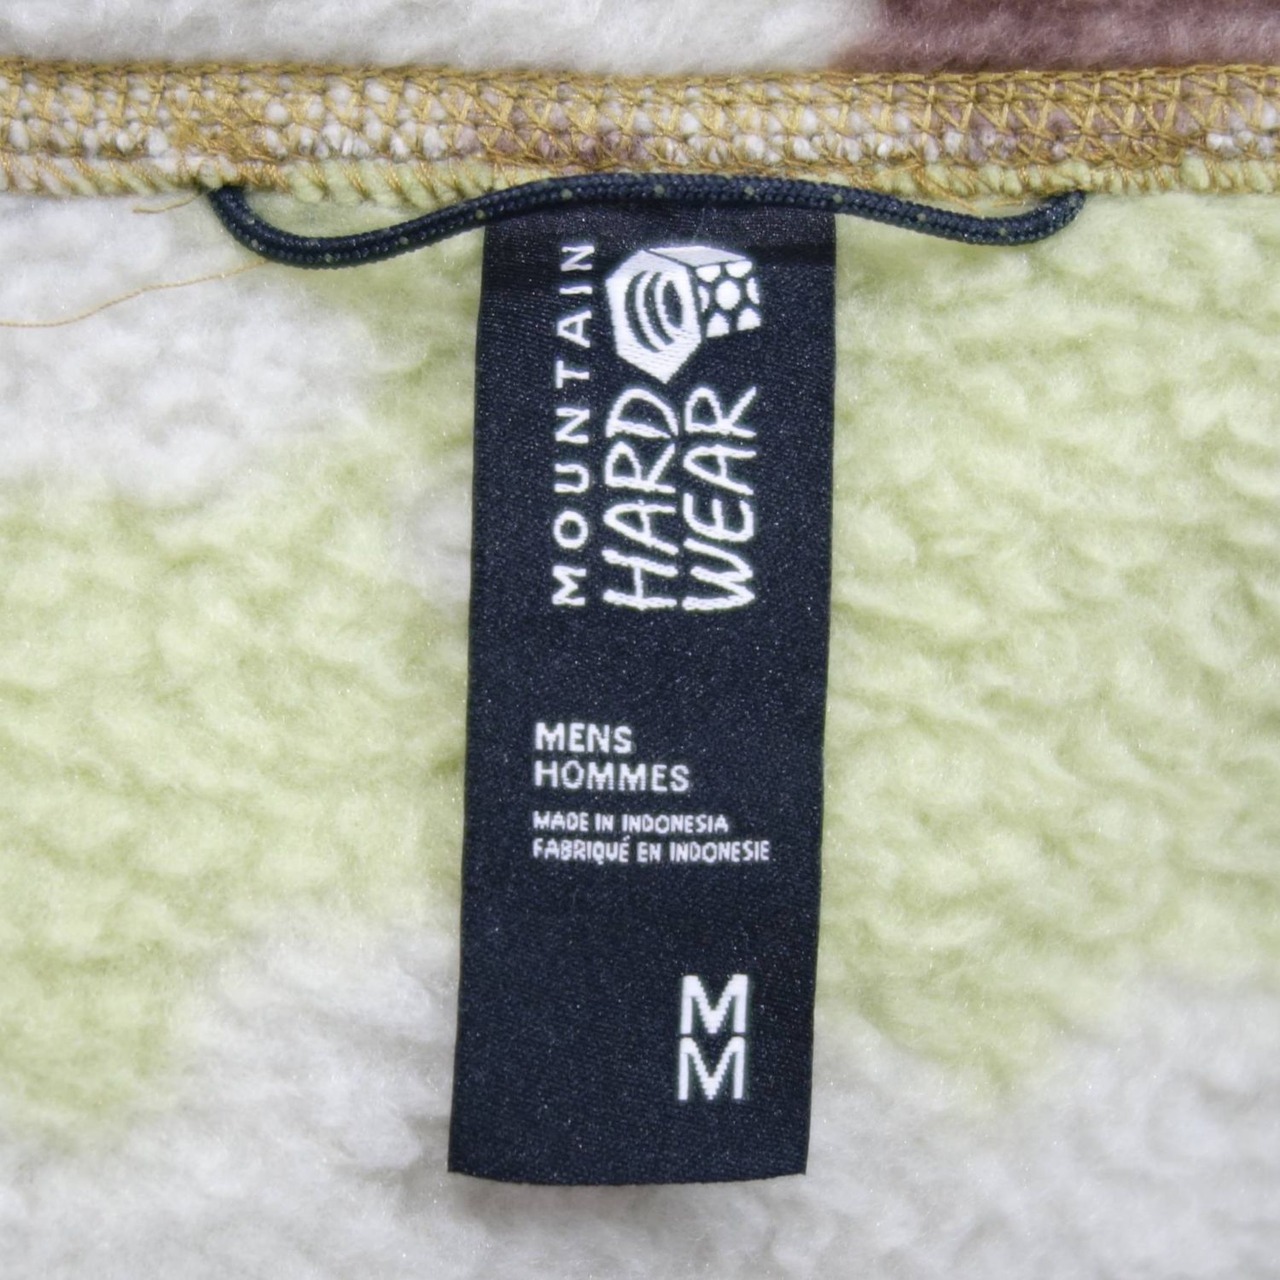 MOUNTAIN
HARD
WEAR
MENS
HOMMES
MADE IN INDONESIA
FABRIQUÉ EN INDONESIE
M
M